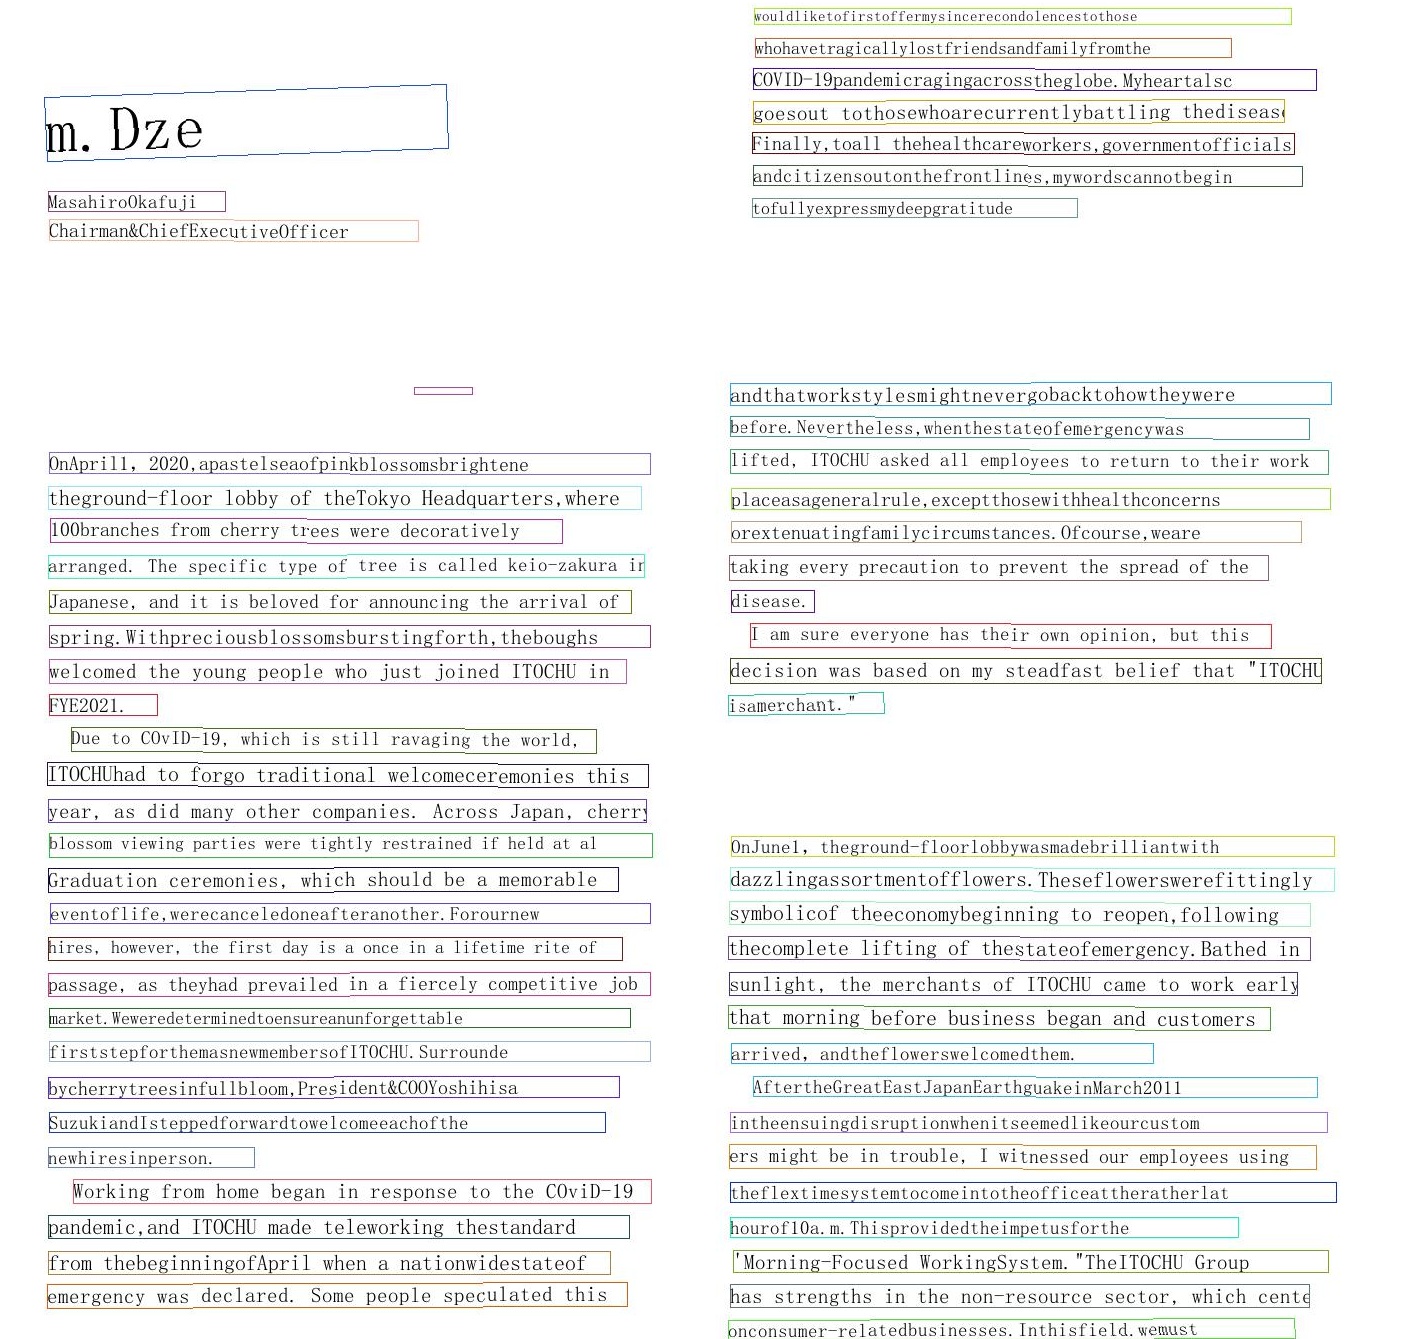 m. Dze
MasahiroOkafuji
Chairman&ChiefExecutiveOfficer
wouldliketofirstoffermysincerecondolencestothose
whohavetragicallylostfriendsandfamilyfromthe
COVID-19pandemicragingacrosstheglobe.Myheartalsc
goesout tothosewhoarecurrentlybattling thediseas
Finally,toall thehealthcareworkers,governmentofficials
andcitizensoutonthefrontlines,mywordscannotbegin
tofullyexpressmydeepgratitude
OnApril1, 2020,apastelseaofpinkblossomsbrightene
theground-floor lobby of theTokyo Headquarters,where
100branches from cherry trees were decoratively
arranged. The specific type of tree is called keio-zakura in
Japanese, and it is beloved for announcing the arrival of
spring.Withpreciousblossomsburstingforth,theboughs
welcomed the young people who just joined ITOCHU in
FYE2021.
Due to COvID-19, which is still ravaging the world,
ITOCHUhad to forgo traditional welcomeceremonies this
year, as did many other companies. Across Japan, cherry
blossom viewing parties were tightly restrained if held at al
Graduation ceremonies, which should be a memorable
eventoflife,werecanceledoneafteranother.Forournew
hires, however, the first day is a once in a lifetime rite of
passage, as theyhad prevailed in a fiercely competitive job
market.Weweredeterminedtoensureanunforgettable
firststepforthemasnewmembersofITOCHU.Surrounde
bycherrytreesinfullbloom,President&COOYoshihisa
SuzukiandIsteppedforwardtowelcomeeachofthe
newhiresinperson.
Working from home began in response to the COviD-19
pandemic,and ITOCHU made teleworking thestandard
from thebeginningofApril when a nationwidestateof
emergency was declared. Some people speculated this
andthatworkstylesmightnevergobacktohowtheywere
before.Nevertheless,whenthestateofemergencywas
lifted, ITOCHU asked all employees to return to their work
placeasageneralrule,exceptthosewithhealthconcerns
orextenuatingfamilycircumstances.Ofcourse,weare
taking every precaution to prevent the spread of the
disease.
I am sure everyone has their own opinion, but this
decision was based on my steadfast belief that "ITOCHU
isamerchant."
OnJune1, theground-floorlobbywasmadebrilliantwith
dazzlingassortmentofflowers.Theseflowerswerefittingly
symbolicof theeconomybeginning to reopen,following
thecomplete lifting of thestateofemergency.Bathed in
sunlight, the merchants of ITOCHU came to work early
that morning before business began and customers
arrived, andtheflowerswelcomedthem.
AftertheGreatEastJapanEarthguakeinMarch2011
intheensuingdisruptionwhenitseemedlikeourcustom
ers might be in trouble, I witnessed our employees using
theflextimesystemtocomeintotheofficeattheratherlat
hourof10a.m.Thisprovidedtheimpetusforthe
'Morning-Focused WorkingSystem."TheITOCHU Group
has strengths in the non-resource sector, which cente
onconsumer-relatedbusinesses.Inthisfield.wemust